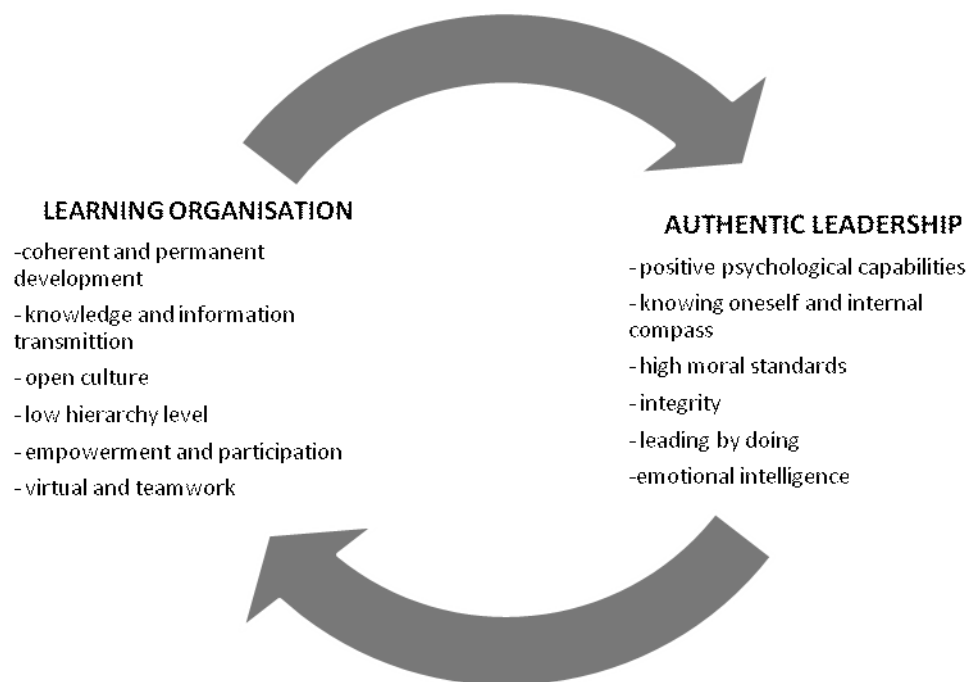 LEARNING ORGANISATION
-coherent and permanent
development
-knowledge and information
transmittion
-open culture
-low hierarchy level
-empowerment and participation
-virtual and teamwork
AUTHENTIC LEADERSHIP
-positive psychological capabilities
-knowing oneself and internal
compass
-high moral standards
-integrity
-leading by doing
-emotional intelligence